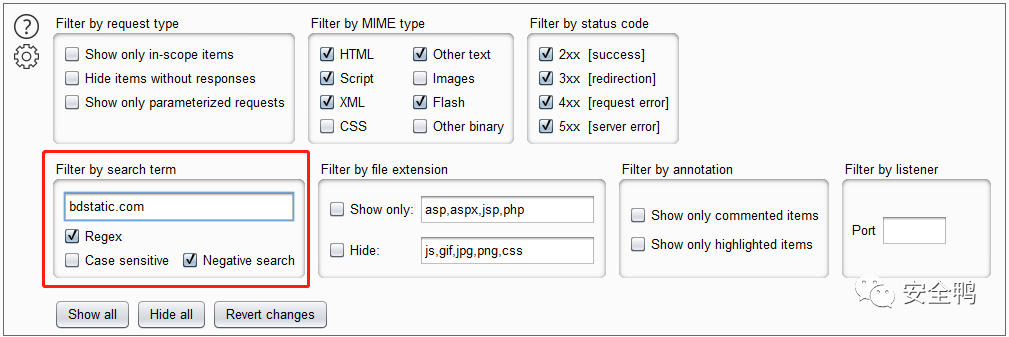 ?
Filter by request type
Show only in-scope items
Hide items without responses
Show only parameterized requests
Filter by MIME type
HTML
Other text
Script
Images
XML
Flash
CSS
Other binary
Filter by status code
2xx [success]
3xx [redirection]
4xx [request error]
5xx [server error]
Filter by search term
bdstatic.com
Regex
Case sensitive
Negative search
Filter by file extension
Show only: asp,aspx,jsp,php
Hide: js,gif,jpg,png,css
Filter by annotation
Show only commented items
Show only highlighted items
Filter by listener
Port
Show all
Hide all
Revert changes
安全鸭